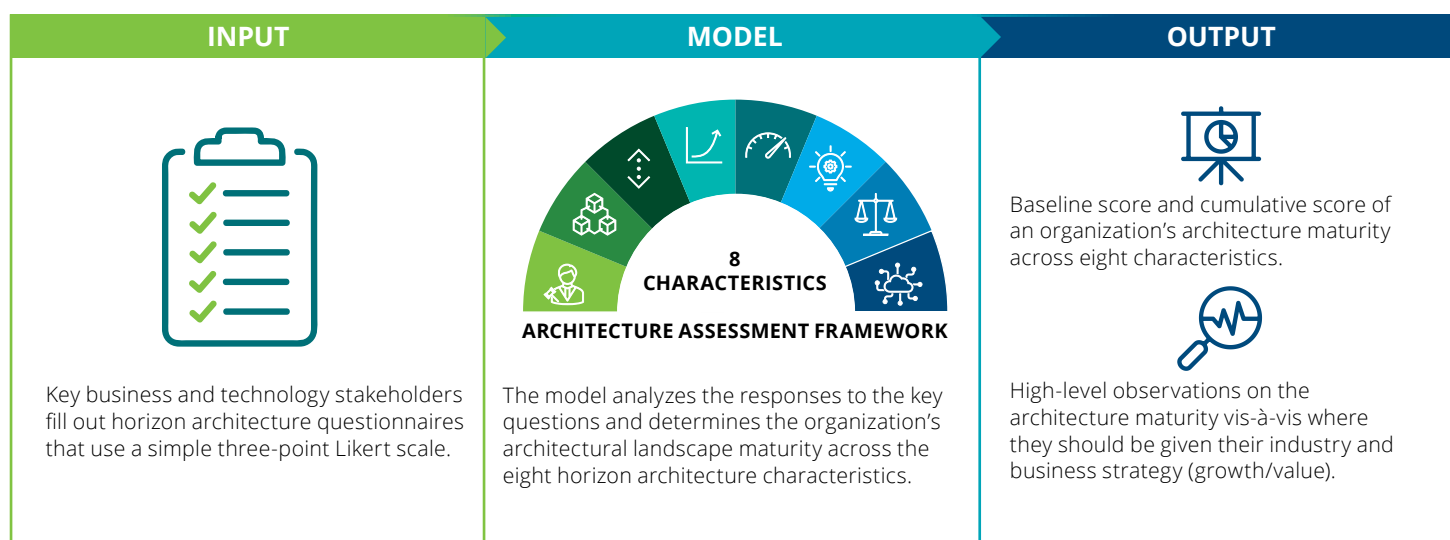 INPUT
MODEL
OUTPUT
Key business and technology stakeholders
fill out horizon architecture questionnaires
that use a simple three-point Likert scale.
8
CHARACTERISTICS
ARCHITECTURE ASSESSMENT FRAMEWORK
The model analyzes the responses to the key
questions and determines the organization’s
architectural landscape maturity across the
eight horizon architecture characteristics.
Baseline score and cumulative score of
an organization’s architecture maturity
across eight characteristics.
High-level observations on the
architecture maturity vis-à-vis where
they should be given their industry and
business strategy (growth/value).